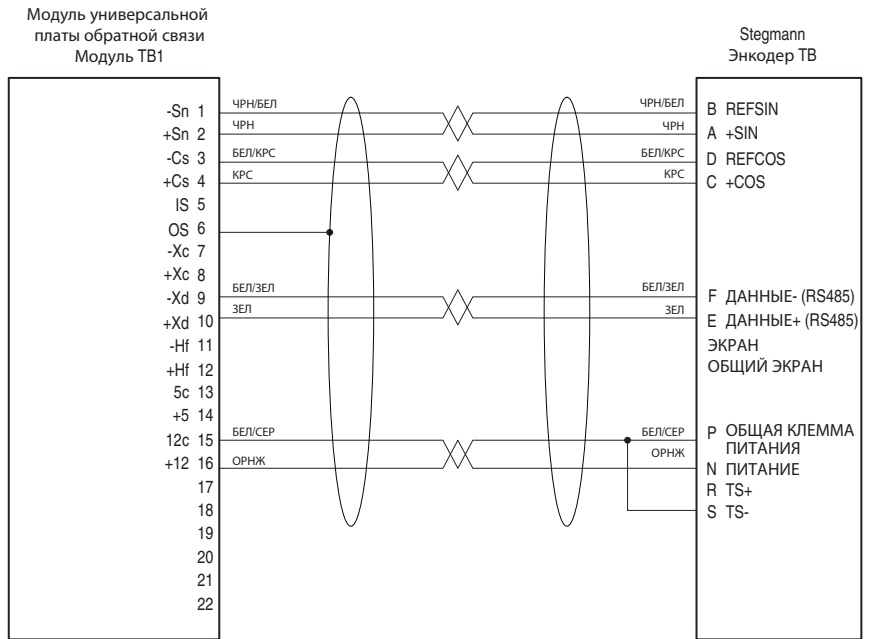 Модуль универсальной
платы обратной связи
Модуль TB1
Stegmann
Энкодер TB
-Sn 1
+Sn 2
-Cs 3
+Cs 4
IS 5
OS 6
-Xc 7
+Xc 8
-Xd 9
+Xd 10
-Hf 11
+Hf 12
5c 13
+5 14
12c 15
+12 16
17
18
19
20
21
22
ЧРН/БЕЛ
ЧРН
БЕЛ/КРС
КРС
БЕЛ/ЗЕЛ
ЗЕЛ
БЕЛ/СЕР
ОРНЖ
ЧРН/БЕЛ
ЧРН
БЕЛ/КРС
КРС
БЕЛ/ЗЕЛ
ЗЕЛ
БЕЛ/СЕР
ОРНЖ
B REFSIN
A +SIN
D REFCOS
C +COS
F ДАННЫЕ- (RS485)
E ДАННЫЕ+ (RS485)
ЭКРАН
ОБЩИЙ ЭКРАН
P ОБЩАЯ КЛЕММА
ПИТАНИЯ
N ПИТАНИЕ
R TS+
S TS-